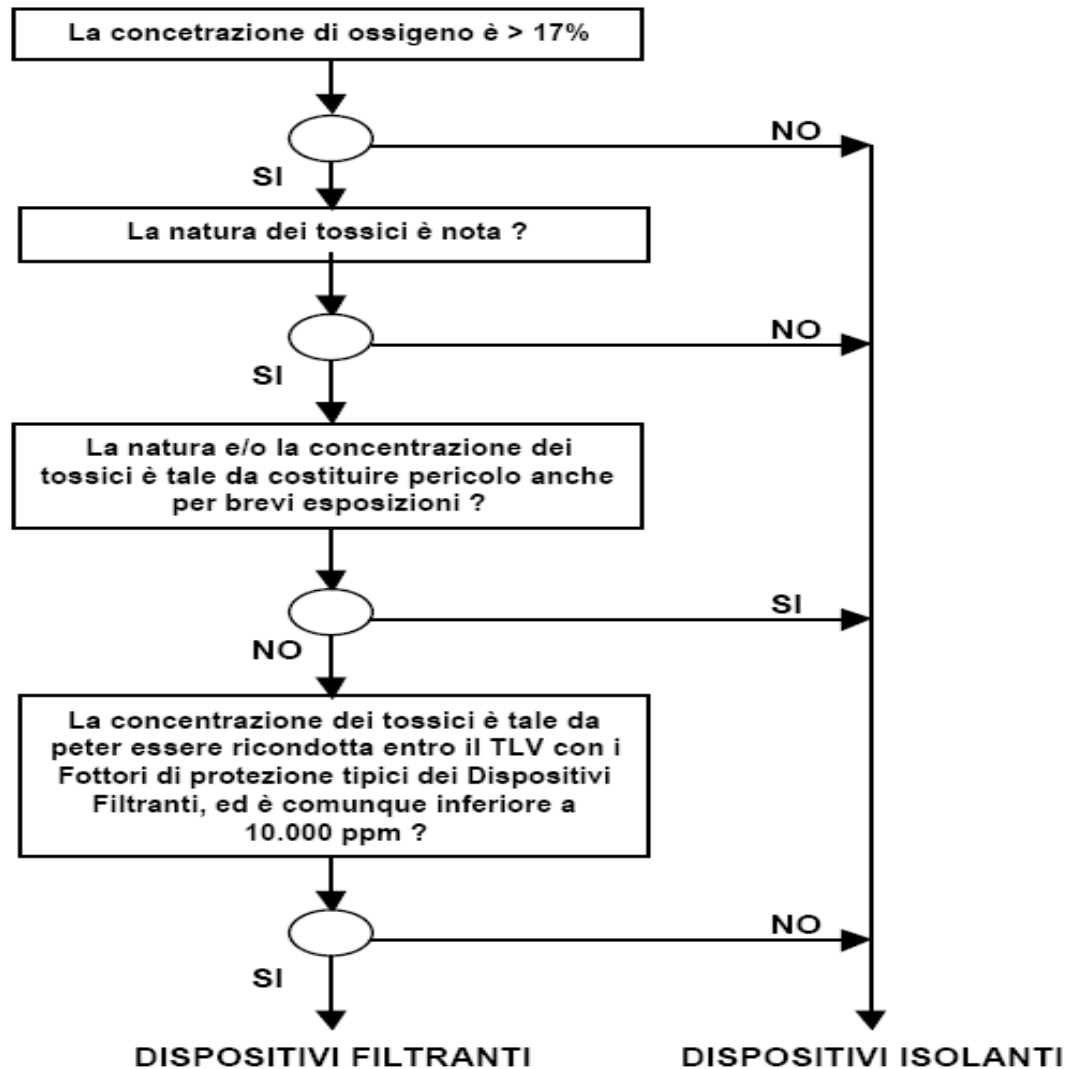 La concetrazione di ossigeno è > 17%
NO
SI
La natura dei tossici è nota ?
NO
SI
La natura e/o la concentrazione dei
tossici è tale da costituire pericolo anche
per brevi esposizioni ?
SI
NO
La concentrazione dei tossici è tale da
peter essere ricondotta entro il TLV con i
Fottori di protezione tipici dei Dispositivi
Filtranti, ed è comunque inferiore a
10.000 ppm ?
NO
SI
DISPOSITIVI FILTRANTI
DISPOSITIVI ISOLANTI